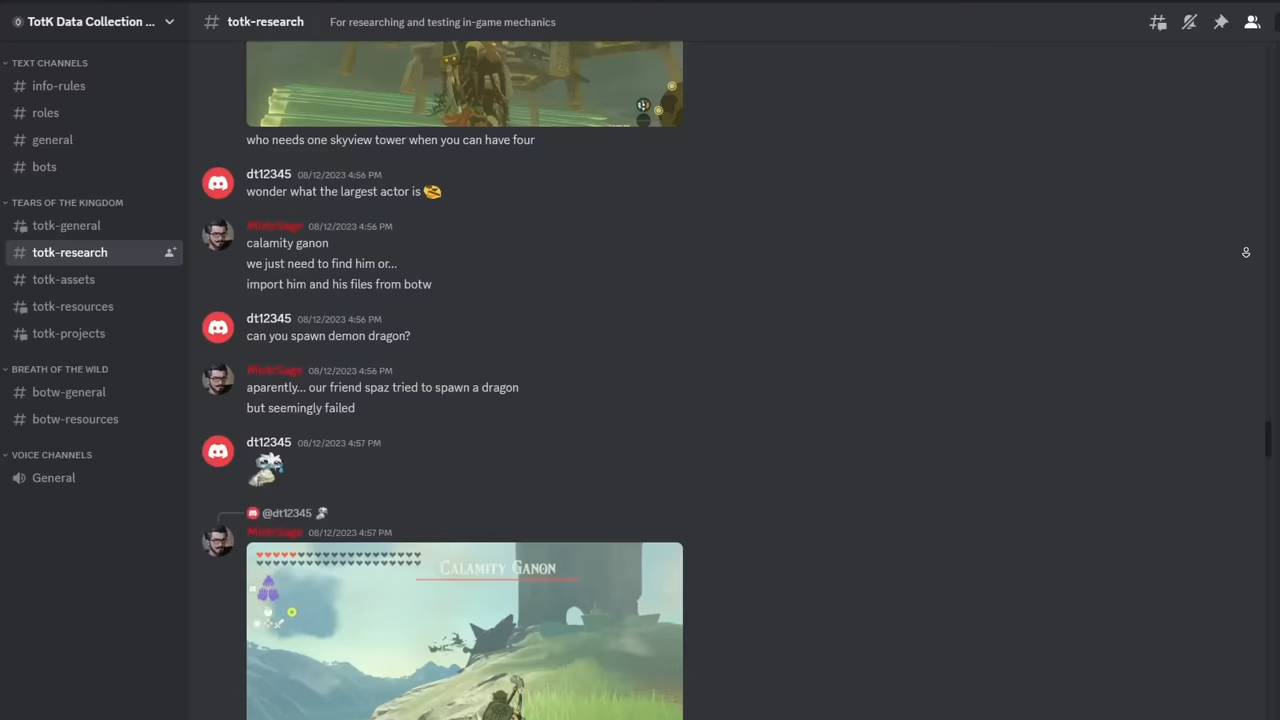 TotK Data Collection ...
totk-research
For researching and testing in-game mechanics
TEXT CHANNELS
info-rules
roles
general
bots
TEARS OF THE KINGDOM
totk-general
totk-research
totk-assets
totk-resources
totk-projects
BREATH OF THE WILD
botw-general
botw-resources
VOICE CHANNELS
General
who needs one skyview tower when you can have four
dt12345 08/12/2023 4:56 PM
wonder what the largest actor is
MistrSage 08/12/2023 4:56 PM
calamity ganon
we just need to find him or...
import him and his files from botw
dt12345 08/12/2023 4:56 PM
can you spawn demon dragon?
MistrSage 08/12/2023 4:56 PM
aparently... our friend spaz tried to spawn a dragon
but seemingly failed
dt12345 08/12/2023 4:57 PM
@dt12345
MistrSage 08/12/2023 4:57 PM
CALAMITY GANON